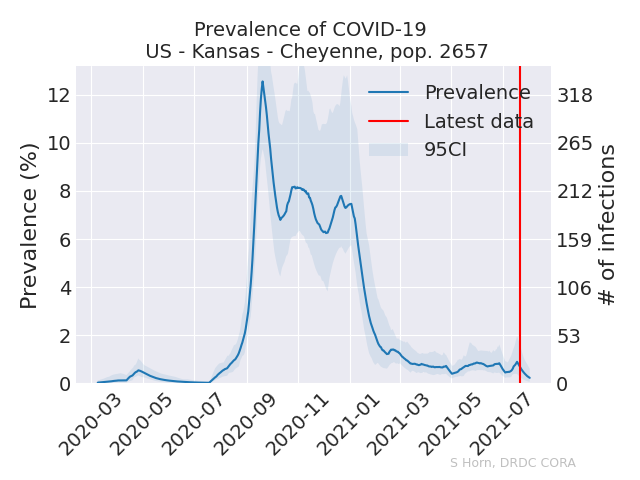 Prevalence of COVID-19
US - Kansas - Cheyenne, pop. 2657
Prevalence (%)
12
10
8
6
4
2
0
Prevalence
Latest data
95CI
318
265
212
159
106
53
0
# of infections
2020-03
2020-05
2020-07
2020-09
2020-11
2021-01
2021-03
2021-05
2021-07
S Horn, DRDC CORA